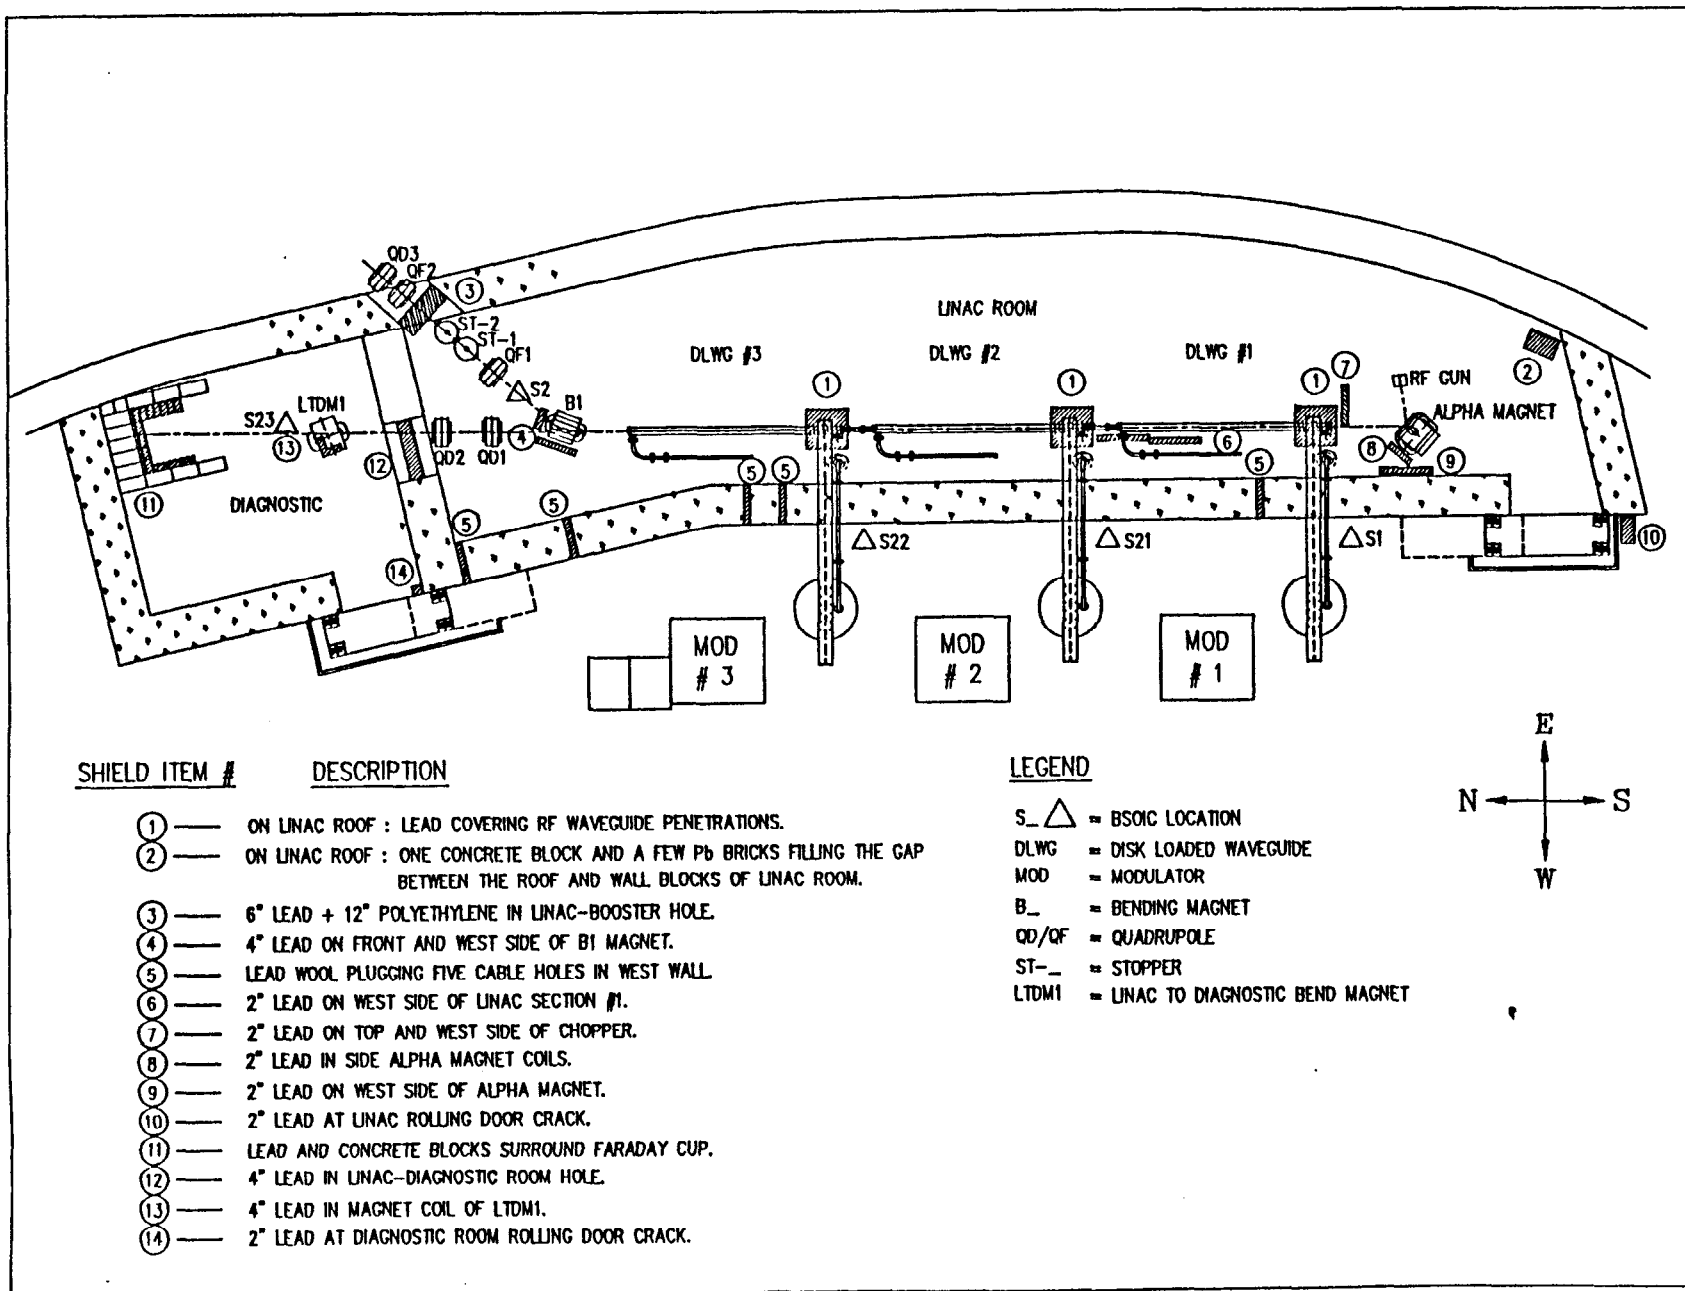 QD3
QF2
3
ST-2
ST-1
QF1
LINAC ROOM
DLWG #3
DLWG #2
DLWG #1
7
2
RF GUN
ALPHA MAGNET
1
1
1
S2
B1
S23
LTDM1
13
12
QD2
QD1
4
6
8
9
11
DIAGNOSTIC
5
5
5
5
5
14
S22
S21
S1
10
MOD
# 3
MOD
# 2
MOD
# 1
SHIELD ITEM #
DESCRIPTION
1 ON LINAC ROOF : LEAD COVERING RF WAVEGUIDE PENETRATIONS.
2 ON LINAC ROOF : ONE CONCRETE BLOCK AND A FEW Pb BRICKS FILLING THE GAP
BETWEEN THE ROOF AND WALL BLOCKS OF LINAC ROOM.
3 6" LEAD + 12" POLYETHYLENE IN LINAC-BOOSTER HOLE.
4 4" LEAD ON FRONT AND WEST SIDE OF B1 MAGNET.
5 LEAD WOOL PLUGGING FIVE CABLE HOLES IN WEST WALL
6 2" LEAD ON WEST SIDE OF LINAC SECTION #1.
7 2" LEAD ON TOP AND WEST SIDE OF CHOPPER.
8 2" LEAD IN SIDE ALPHA MAGNET COILS.
9 2" LEAD ON WEST SIDE OF ALPHA MAGNET.
10 2" LEAD AT LINAC ROLLING DOOR CRACK.
11 LEAD AND CONCRETE BLOCKS SURROUND FARADAY CUP.
12 4" LEAD IN LINAC-DIAGNOSTIC ROOM HOLE.
13 4" LEAD IN MAGNET COIL OF LTDM1.
14 2" LEAD AT DIAGNOSTIC ROOM ROLLING DOOR CRACK.
LEGEND
S_ = BSOIC LOCATION
DLWG = DISK LOADED WAVEGUIDE
MOD = MODULATOR
B_ = BENDING MAGNET
QD/QF = QUADRUPOLE
ST-_ = STOPPER
LTDM1 = LINAC TO DIAGNOSTIC BEND MAGNET
E
N
S
W